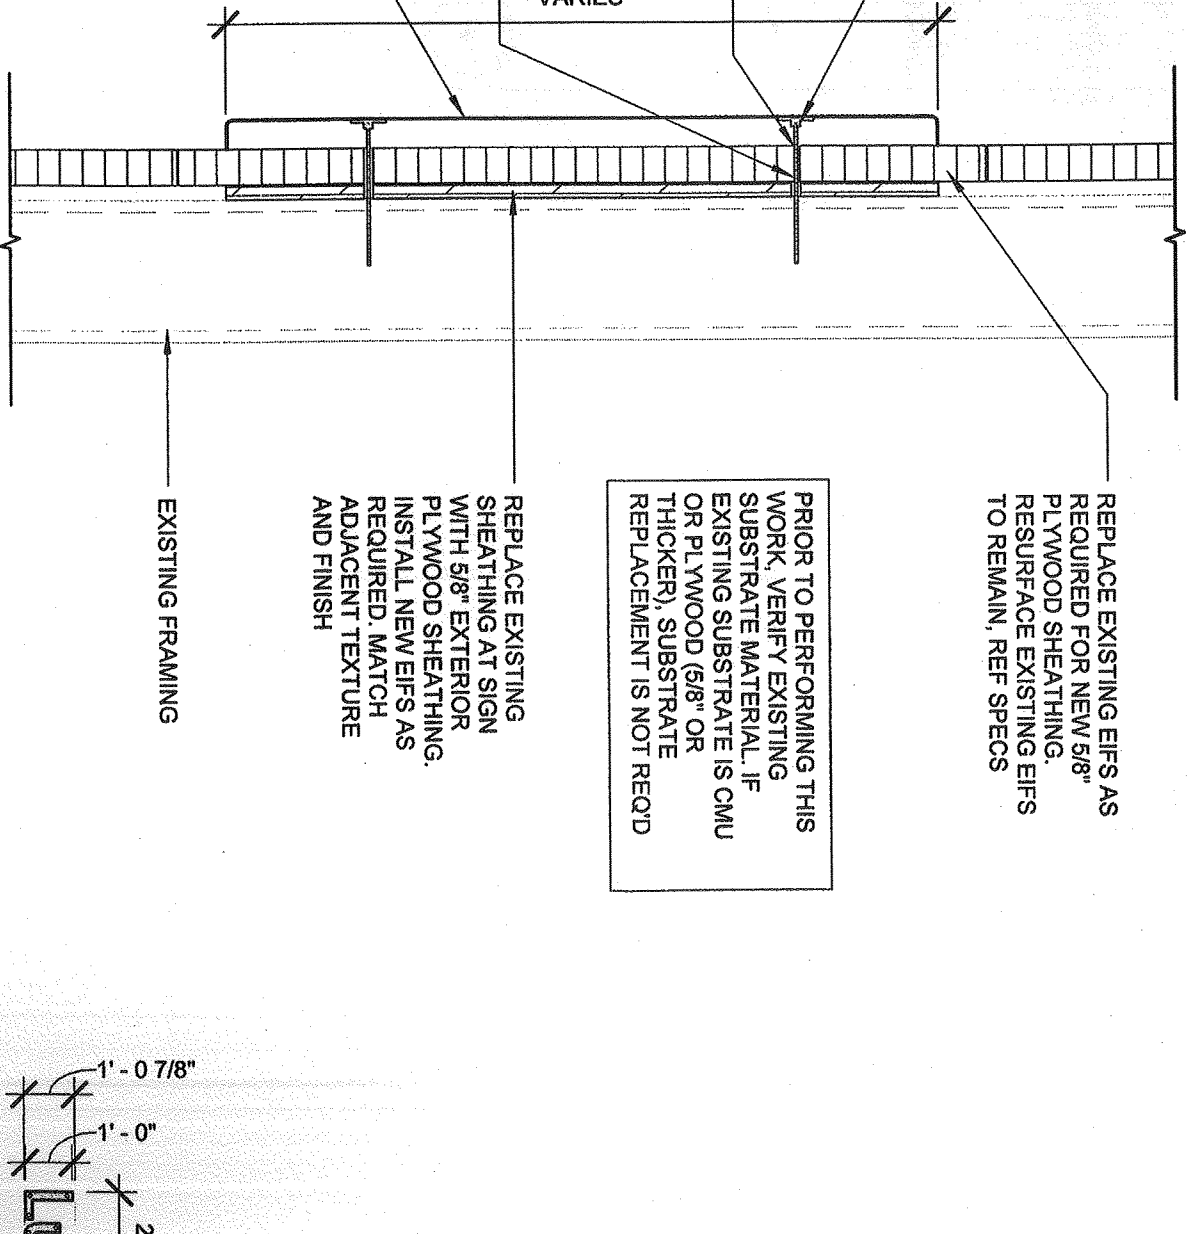 VARIES
REPLACE EXISTING EIFS AS
REQUIRED FOR NEW 5/8"
PLYWOOD SHEATHING.
RESURFACE EXISTING EIFS
TO REMAIN, REF SPECS
PRIOR TO PERFORMING THIS
WORK, VERIFY EXISTING
SUBSTRATE MATERIAL. IF
EXISTING SUBSTRATE IS CMU
OR PLYWOOD (5/8" OR
THICKER), SUBSTRATE
REPLACEMENT IS NOT REQ'D
REPLACE EXISTING
SHEATHING AT SIGN
WITH 5/8" EXTERIOR
PLYWOOD SHEATHING.
INSTALL NEW EIFS AS
REQUIRED. MATCH
ADJACENT TEXTURE
AND FINISH
EXISTING FRAMING
1' - 0 7/8"
1' - 0"